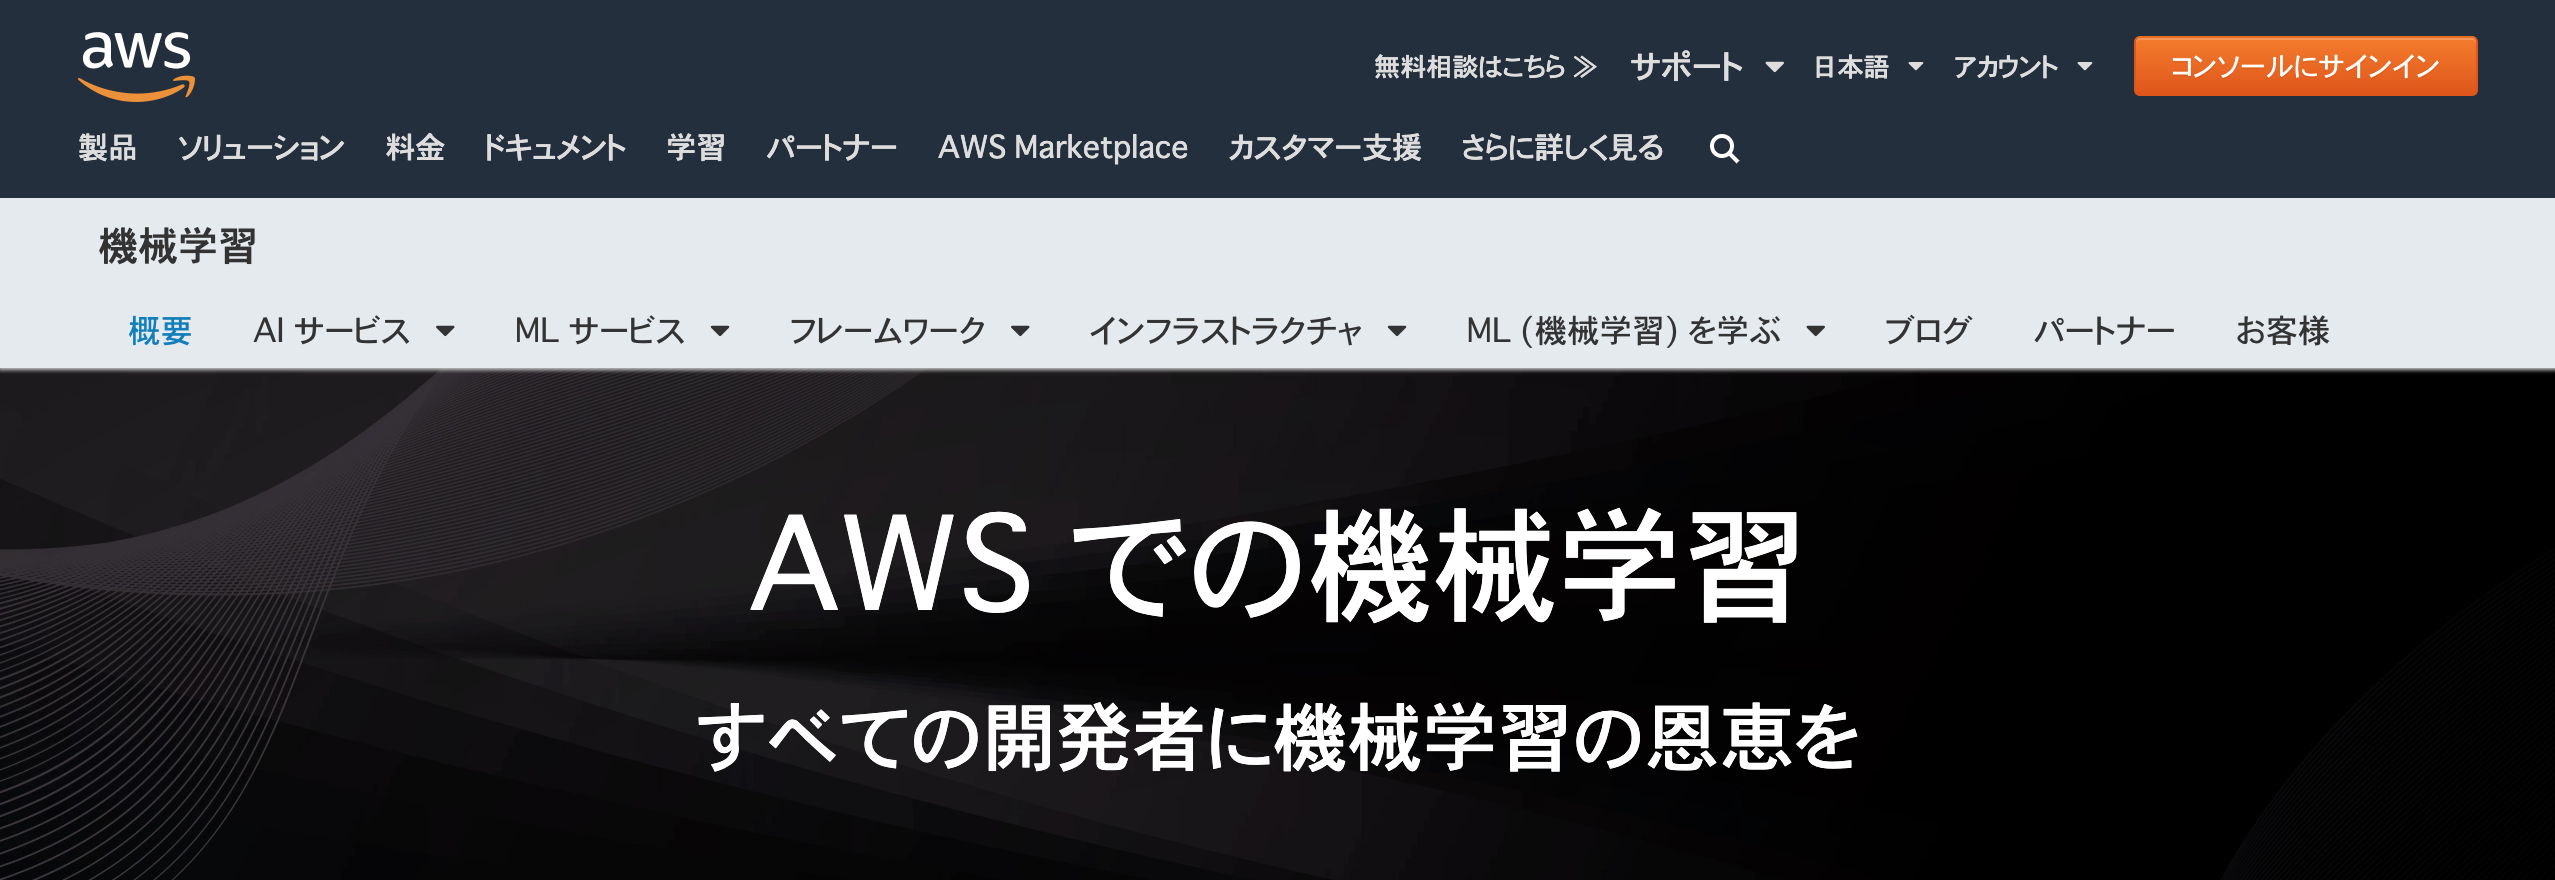 aws
無料相談はこちら ≫ サポート 日本語 アカウント コンソールにサインイン
製品 ソリューション 料金 ドキュメント 学習 パートナー AWS Marketplace カスタマー支援 さらに詳しく見る
機械学習
概要 AI サービス ML サービス フレームワーク インフラストラクチャ ML (機械学習) を学ぶ ブログ パートナー お客様
AWS での機械学習
すべての開発者に機械学習の恩恵を